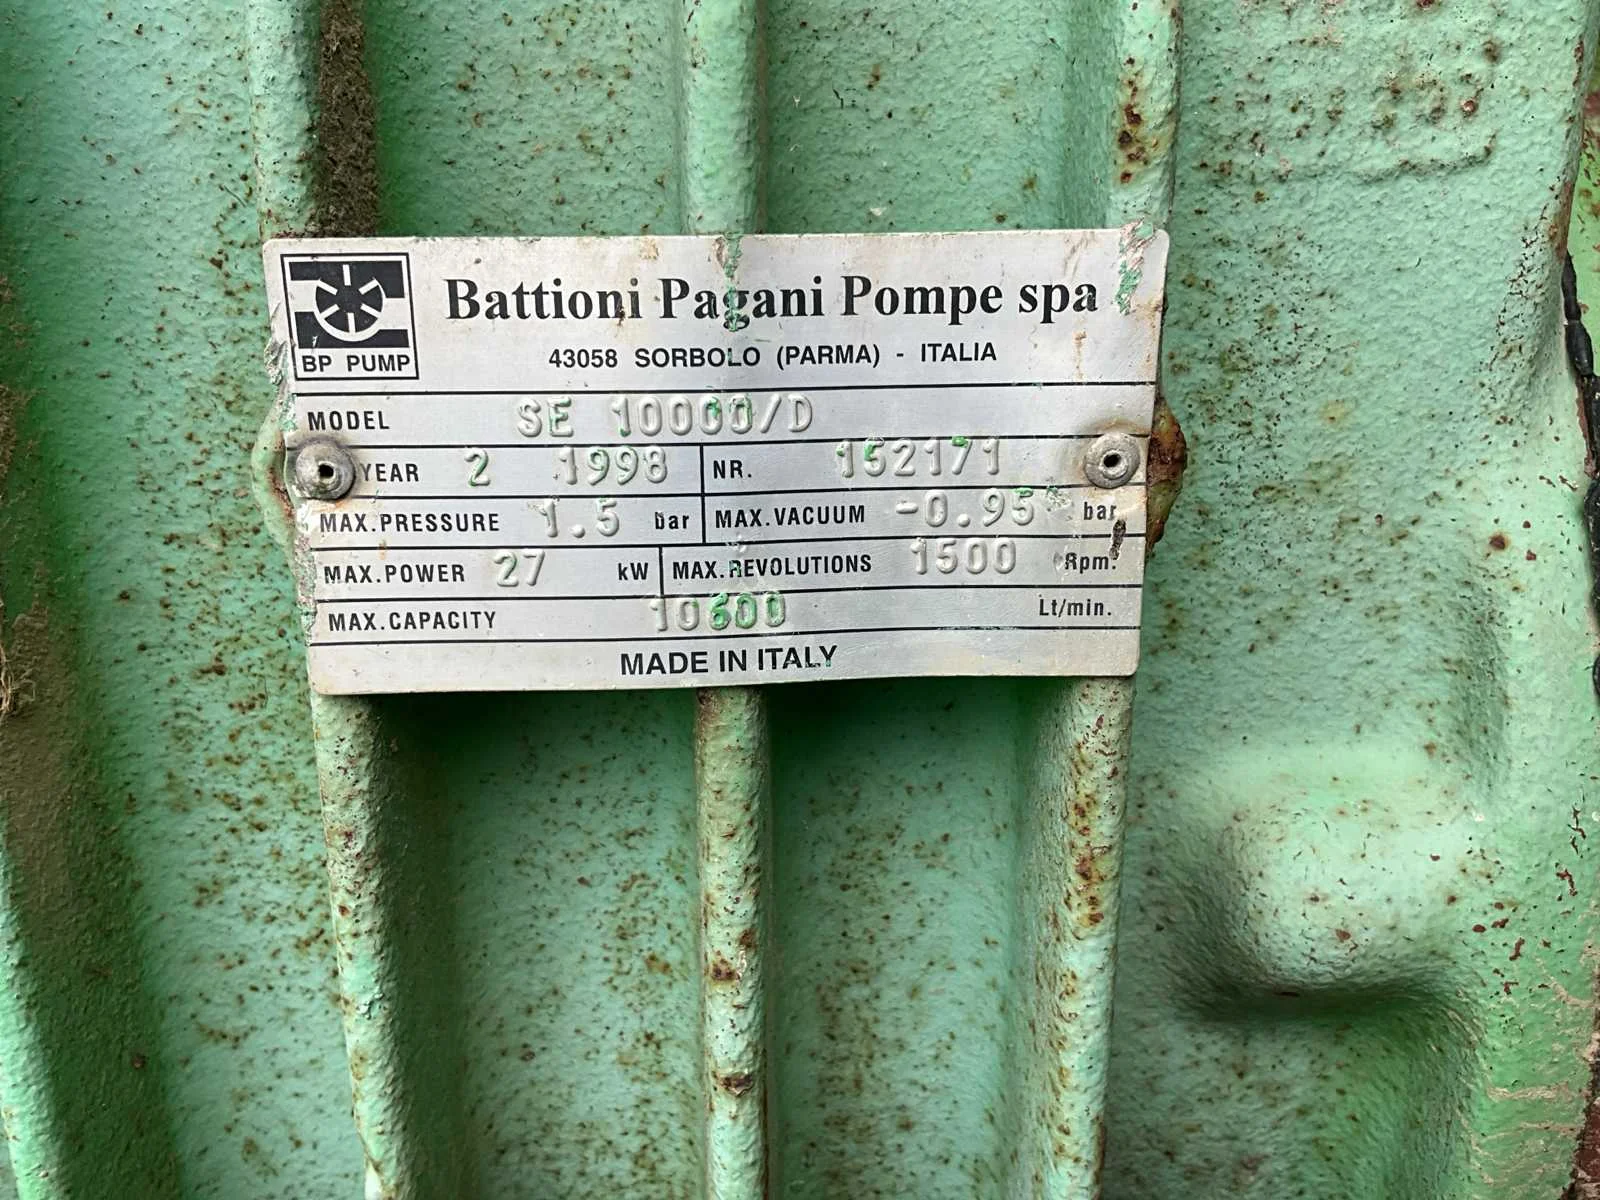 BP PUMP
Battioni Pagani Pompe spa
43058 SORBOLO (PARMA) - ITALIA
MODEL SE 10000/D
YEAR 2 1998 NR. 152171
MAX.PRESSURE 1.5 bar MAX.VACUUM -0.95 bar
MAX.POWER 27 kW MAX.REVOLUTIONS 1500 Rpm.
MAX.CAPACITY 10600 Lt/min.
MADE IN ITALY